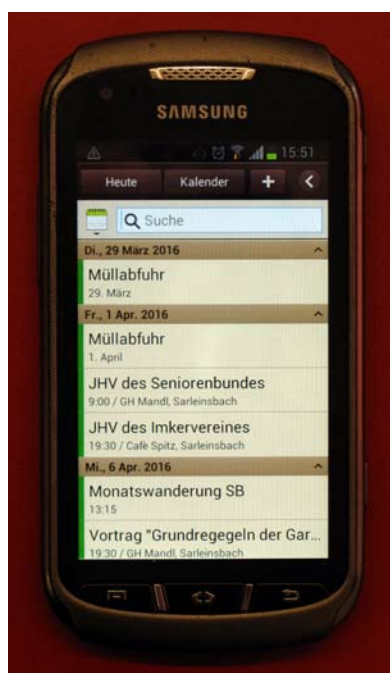 SAMSUNG
15:51
Heute Kalender +
Suche
Di., 29 März 2016
Müllabfuhr
29. März
Fr., 1 Apr. 2016
Müllabfuhr
1. April
JHV des Seniorenbundes
9:00 / GH Mandl, Sarleinsbach
JHV des Imkervereines
19:30 / Cafè Spitz, Sarleinsbach
Mi., 6 Apr. 2016
Monatswanderung SB
13:15
Vortrag "Grundregegeln der Gar...
19:30 / GH Mandl, Sarleinsbach